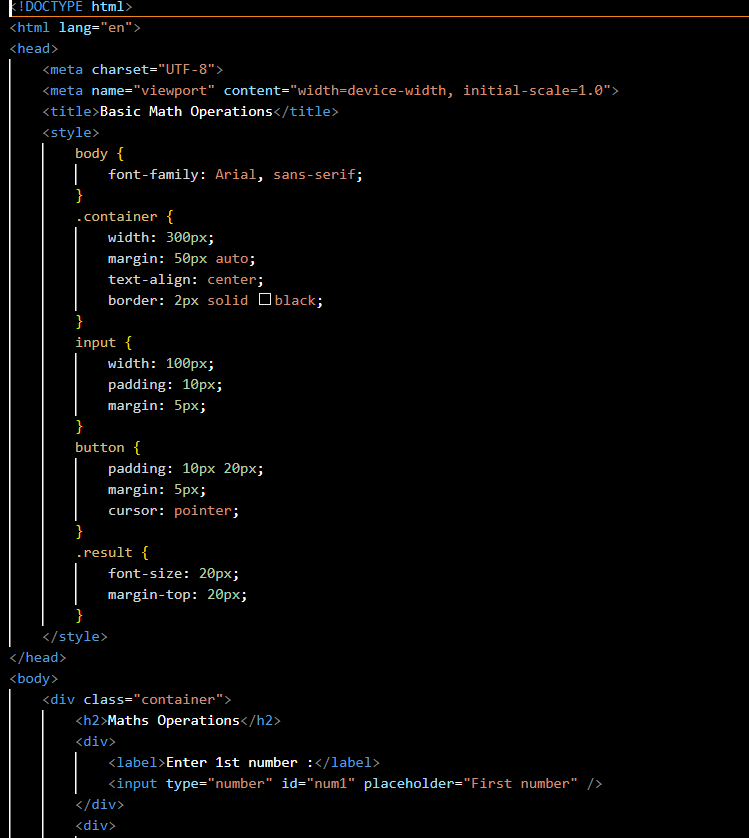 <!DOCTYPE html>
<html lang="en">
<head>
    <meta charset="UTF-8">
    <meta name="viewport" content="width=device-width, initial-scale=1.0">
    <title>Basic Math Operations</title>
    <style>
        body {
            font-family: Arial, sans-serif;
        }
        .container {
            width: 300px;
            margin: 50px auto;
            text-align: center;
            border: 2px solid black;
        }
        input {
            width: 100px;
            padding: 10px;
            margin: 5px;
        }
        button {
            padding: 10px 20px;
            margin: 5px;
            cursor: pointer;
        }
        .result {
            font-size: 20px;
            margin-top: 20px;
        }
    </style>
</head>
<body>
    <div class="container">
        <h2>Maths Operations</h2>
        <div>
            <label>Enter 1st number :</label>
            <input type="number" id="num1" placeholder="First number" />
        </div>
        <div>